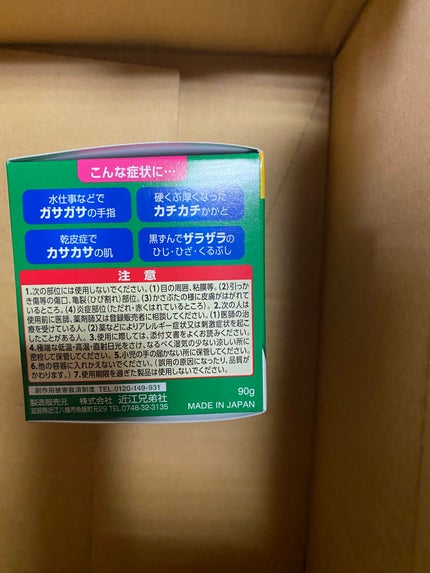 こんな症状に…
水仕事などで
ガサガサの手指
硬くぶ厚くなった
カチカチかかと
乾皮症で
カサカサの肌
黒ずんでザラザラの
ひじ・ひざ・くるぶし
注 意
1.次の部位には使用しないでください。(1)目の周囲、粘膜等。(2)引っか
き傷等の傷口、亀裂(ひび割れ)部位。(3)かさぶたの様に皮膚がはがれて
いるところ。(4)炎症部位(ただれ・赤くはれているところ)。2.次の人は
使用前に医師、薬剤師又は登録販売者に相談してください。(1)医師の治
療を受けている人。(2)薬などによりアレルギー症状又は刺激症状を起こ
したことがある人。3.使用に際しては、添付文書をよくお読みください。
4.極端な低温・高温・直射日光をさけ、なるべく湿気の少ない涼しい所に
密栓して保管してください。5.小児の手の届かない所に保管してください。
6.他の容器に入れかえないでください。(誤用の原因になったり、品質が
かわります。)7.使用期限を過ぎた製品は使用しないでください。
副作用被害救済制度 TEL.0120-149-931
90g
製造販売元 株式会社 近江兄弟社
滋賀県近江八幡市魚屋町元29 TEL.0748-32-3135
MADE IN JAPAN